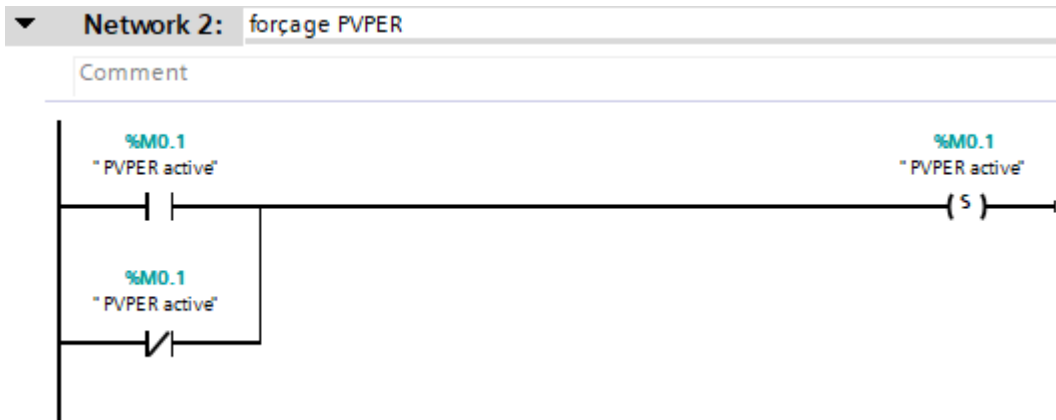 Network 2: forçage PVPER
Comment
%M0.1 %M0.1
"PVPER active" "PVPER active"
S
%M0.1
"PVPER active"